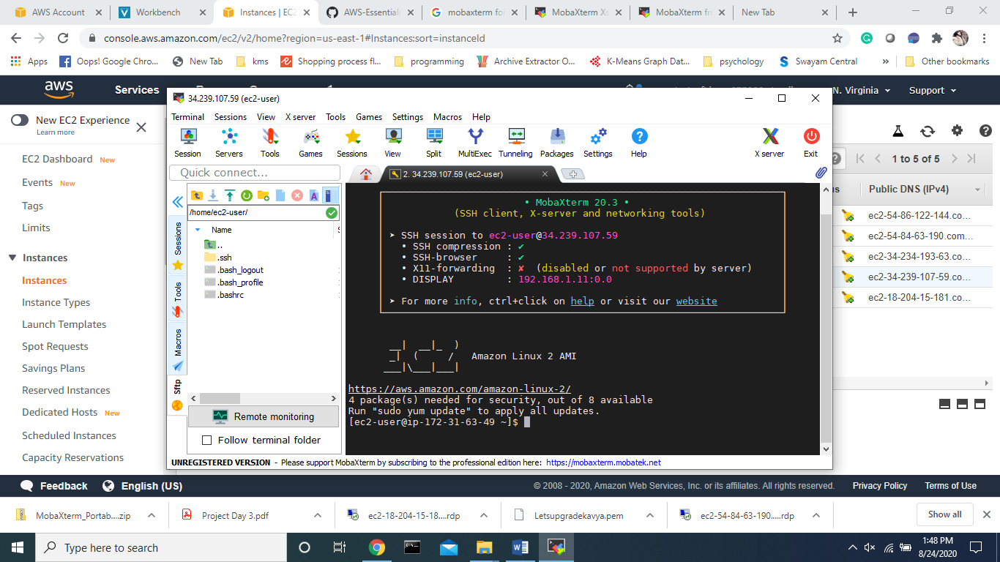 AWS Account
Workbench
Instances | EC2
AWS-Essential
mobaxterm for
MobaXterm Xs
MobaXterm fr
New Tab
console.aws.amazon.com/ec2/v2/home?region=us-east-1#Instances:sort=instanceId
Apps
Oops! Google Chro...
New Tab
kms
Shopping process fl...
programming
Archive Extractor O...
K-Means Graph Dat...
psychology
Swayam Central
»
Other bookmarks
aws
Services
N. Virginia
Support
New EC2 Experience
Learn more
EC2 Dashboard New
Events New
Tags
Limits
Instances
Instances
Instance Types
Launch Templates
Spot Requests
Savings Plans
Reserved Instances
Dedicated Hosts New
Scheduled Instances
Capacity Reservations
34.239.107.59 (ec2-user)
Terminal Sessions View X server Tools Games Settings Macros Help
Session Servers Tools Games Sessions View Split MultiExec Tunneling Packages Settings Help X server Exit
Quick connect...
2. 34.239.107.59 (ec2-user)
/home/ec2-user/
Name
..
.ssh
.bash_logout
.bash_profile
.bashrc
Sessions
Tools
Macros
Sftp
Remote monitoring
Follow terminal folder
• MobaXterm 20.3 •
(SSH client, X-server and networking tools)
➤ SSH session to ec2-user@34.239.107.59
• SSH compression : ✔
• SSH-browser : ✔
• X11-forwarding : ✘ (disabled or not supported by server)
• DISPLAY : 192.168.1.11:0.0
➤ For more info, ctrl+click on help or visit our website
__| __|_ )
_| ( / Amazon Linux 2 AMI
___|\___|___|
https://aws.amazon.com/amazon-linux-2/
4 package(s) needed for security, out of 8 available
Run "sudo yum update" to apply all updates.
[ec2-user@ip-172-31-63-49 ~]$
UNREGISTERED VERSION - Please support MobaXterm by subscribing to the professional edition here: https://mobaxterm.mobatek.net
1 to 5 of 5
Public DNS (IPv4)
ec2-54-86-122-144.co...
ec2-54-84-63-190.com...
ec2-34-234-193-63.co...
ec2-34-239-107-59.co...
ec2-18-204-15-181.co...
Feedback
English (US)
© 2008 - 2020, Amazon Web Services, Inc. or its affiliates. All rights reserved.
Privacy Policy
Terms of Use
MobaXterm_Portab....zip
Project Day 3.pdf
ec2-18-204-15-18....rdp
Letsupgradekavya.pem
ec2-54-84-63-190.....rdp
Show all
Type here to search
1:48 PM
8/24/2020